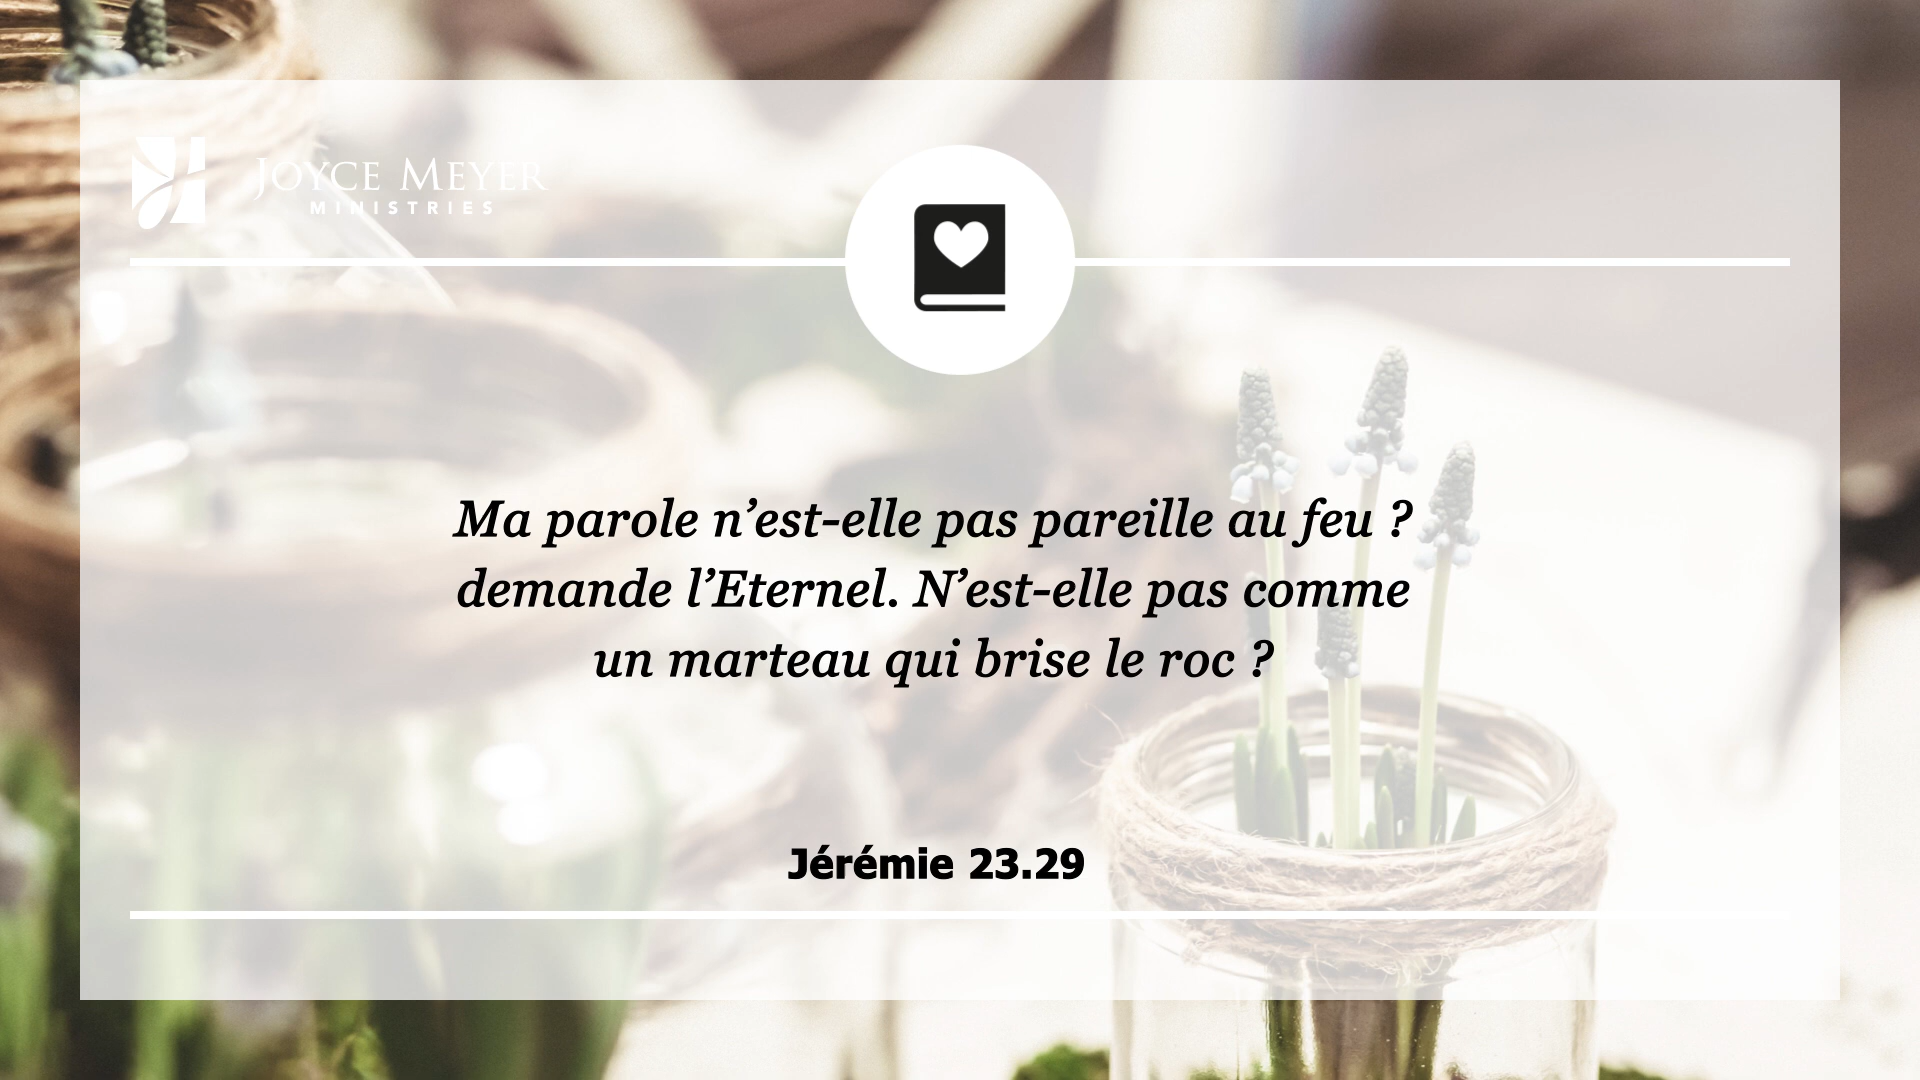 JOYCE MEYER
MINISTRIES
Ma parole n’est-elle pas pareille au feu ?
demande l’Eternel. N’est-elle pas comme
un marteau qui brise le roc ?
Jérémie 23.29